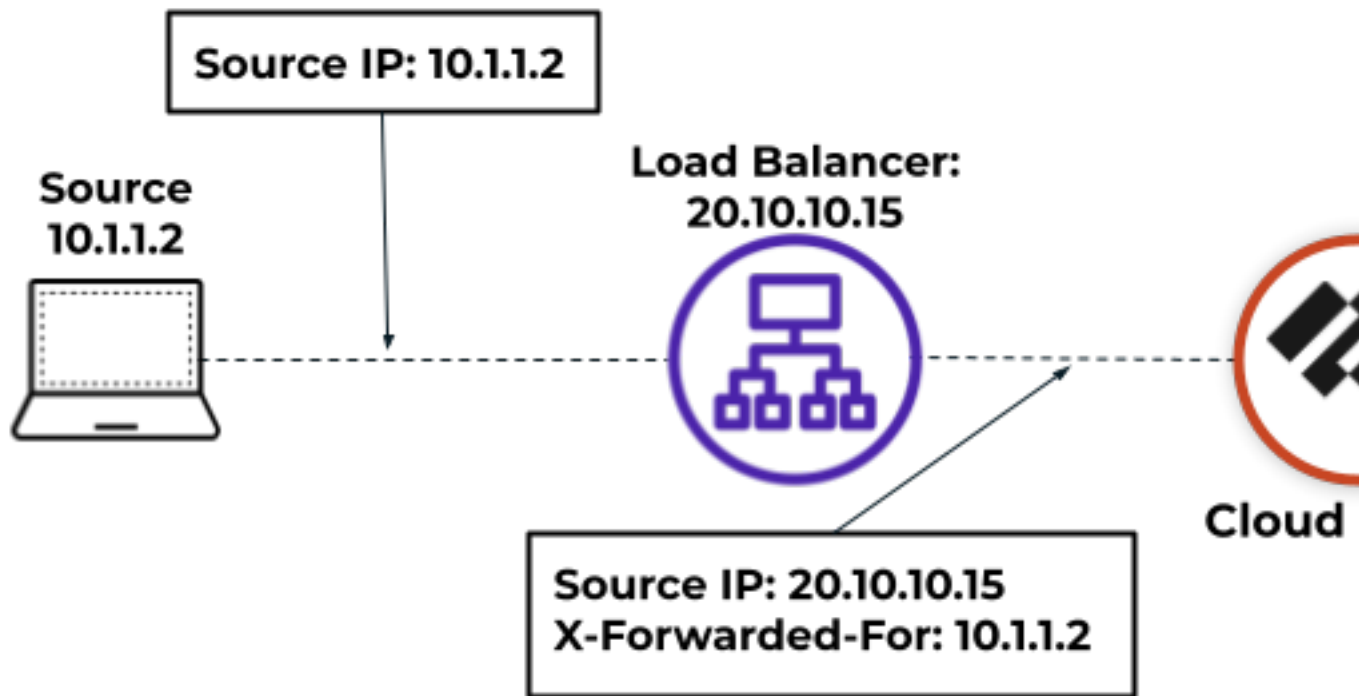 Source IP: 10.1.1.2
Source
10.1.1.2
Load Balancer:
20.10.10.15
Cloud
Source IP: 20.10.10.15
X-Forwarded-For: 10.1.1.2